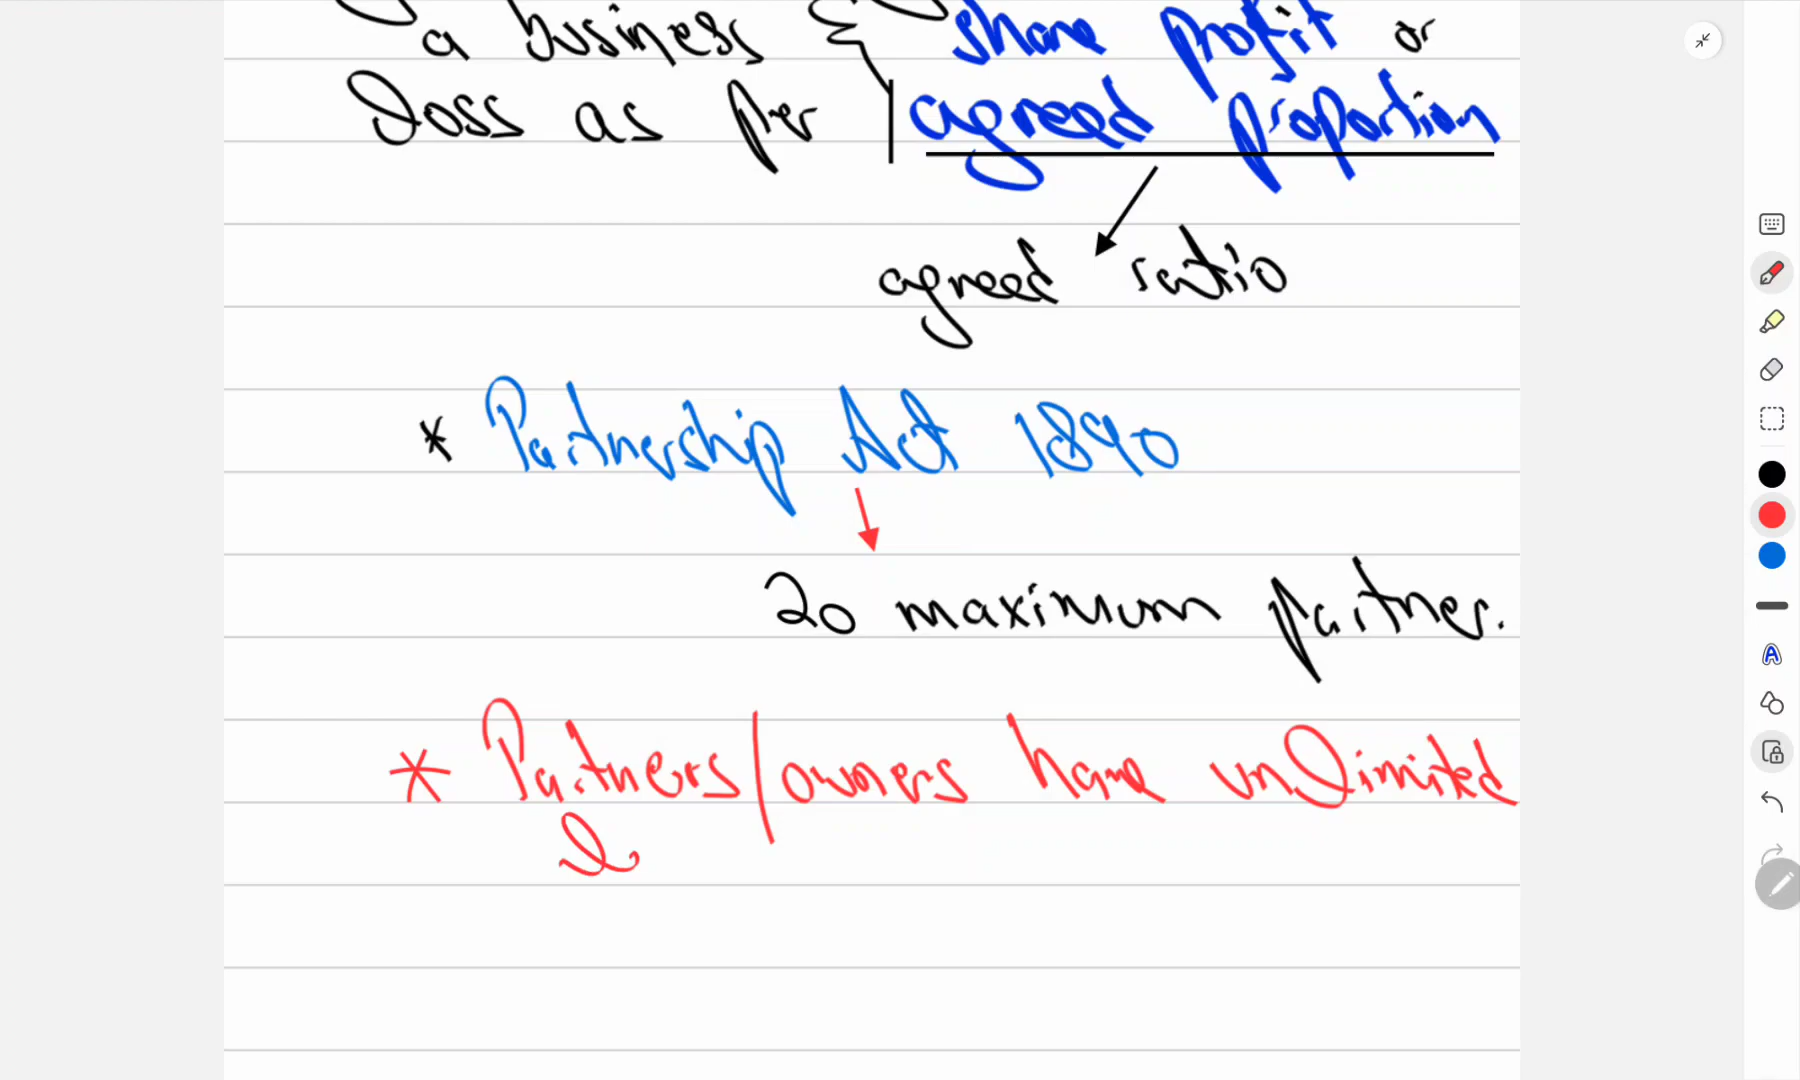 a business & share profit or
loss as per agreed proportion
agreed ratio
* Partnership Act 1890
20 maximum partner.
* Partners/owners have unlimited
l
A